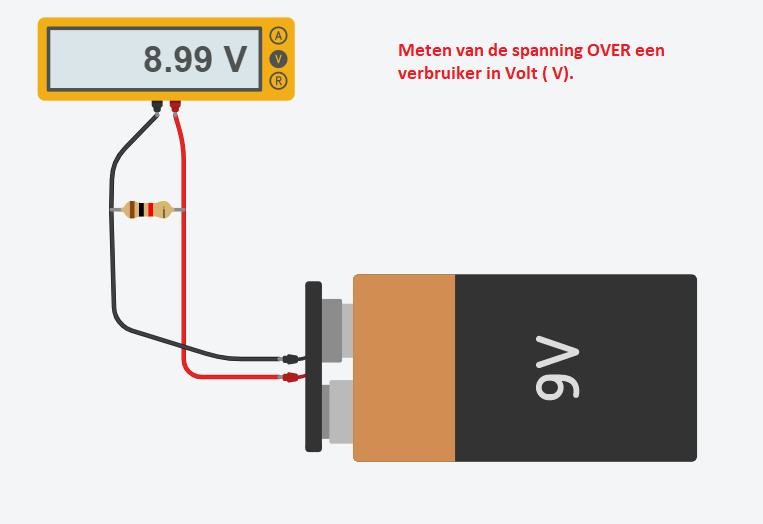 8.99 V
A
V
R
Meten van de spanning OVER een
verbruiker in Volt ( V).
9V